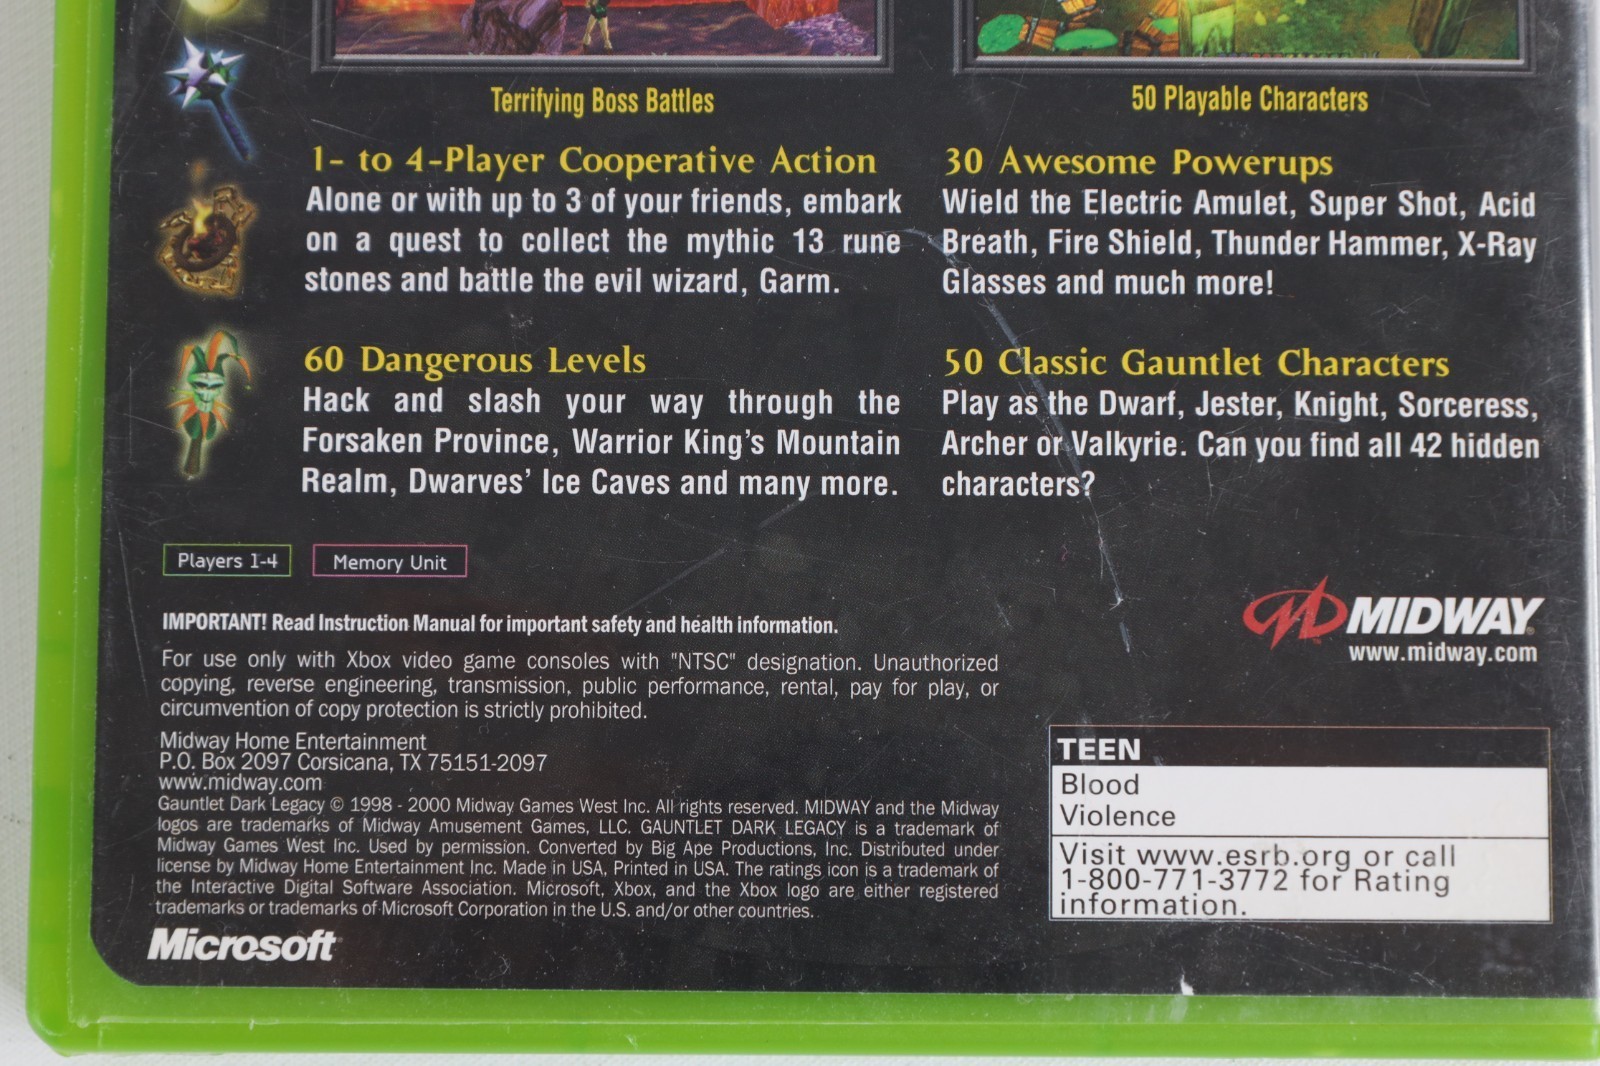 Terrifying Boss Battles
50 Playable Characters
1- to 4-Player Cooperative Action
Alone or with up to 3 of your friends, embark
on a quest to collect the mythic 13 rune
stones and battle the evil wizard, Garm.
30 Awesome Powerups
Wield the Electric Amulet, Super Shot, Acid
Breath, Fire Shield, Thunder Hammer, X-Ray
Glasses and much more!
60 Dangerous Levels
Hack and slash your way through the
Forsaken Province, Warrior King's Mountain
Realm, Dwarves' Ice Caves and many more.
50 Classic Gauntlet Characters
Play as the Dwarf, Jester, Knight, Sorceress,
Archer or Valkyrie. Can you find all 42 hidden
characters?
Players 1-4
Memory Unit
IMPORTANT! Read Instruction Manual for important safety and health information.
For use only with Xbox video game consoles with "NTSC" designation. Unauthorized
copying, reverse engineering, transmission, public performance, rental, pay for play, or
circumvention of copy protection is strictly prohibited.
Midway Home Entertainment
P.O. Box 2097 Corsicana, TX 75151-2097
www.midway.com
Gauntlet Dark Legacy © 1998 - 2000 Midway Games West Inc. All rights reserved. MIDWAY and the Midway
logos are trademarks of Midway Amusement Games, LLC. GAUNTLET DARK LEGACY is a trademark of
Midway Games West Inc. Used by permission. Converted by Big Ape Productions, Inc. Distributed under
license by Midway Home Entertainment Inc. Made in USA, Printed in USA. The ratings icon is a trademark of
the Interactive Digital Software Association. Microsoft, Xbox, and the Xbox logo are either registered
trademarks or trademarks of Microsoft Corporation in the U.S. and/or other countries.
Microsoft
MIDWAY
www.midway.com
TEEN
Blood
Violence
Visit www.esrb.org or call
1-800-771-3772 for Rating
information.